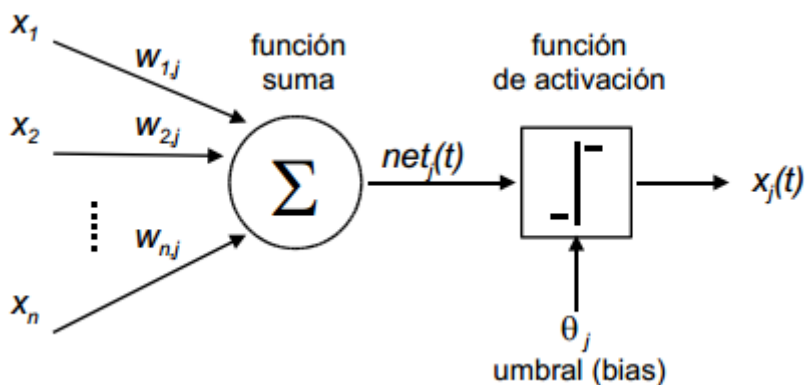 x1
w1,j
función
suma
función
de activación
x2
w2,j
Σ
netj(t)
xj(t)
wn,j
xn
θj
umbral (bias)